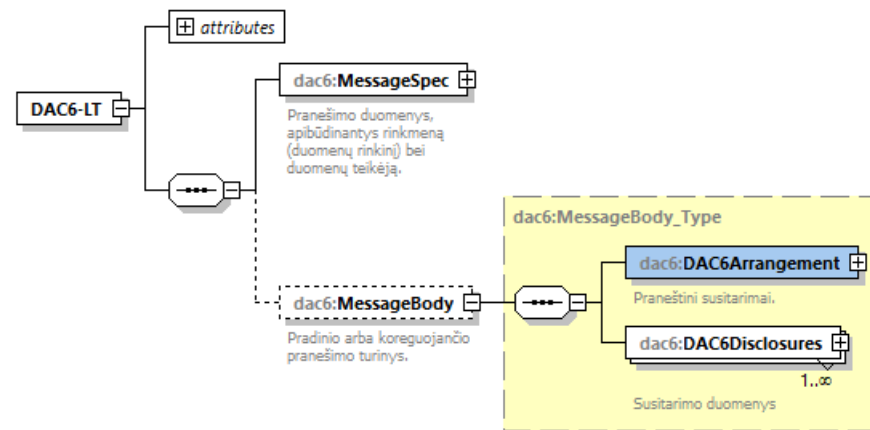 attributes
DAC6-LT
dac6:MessageSpec
Pranešimo duomenys,
apibūdinantys rinkmeną
(duomenų rinkinį) bei
duomenų teikėją.
dac6:MessageBody
Pradinio arba koreguojančio
pranešimo turinys.
dac6:MessageBody_Type
dac6:DAC6Arrangement
Praneštini susitarimai.
dac6:DAC6Disclosures
1..∞
Susitarimo duomenys